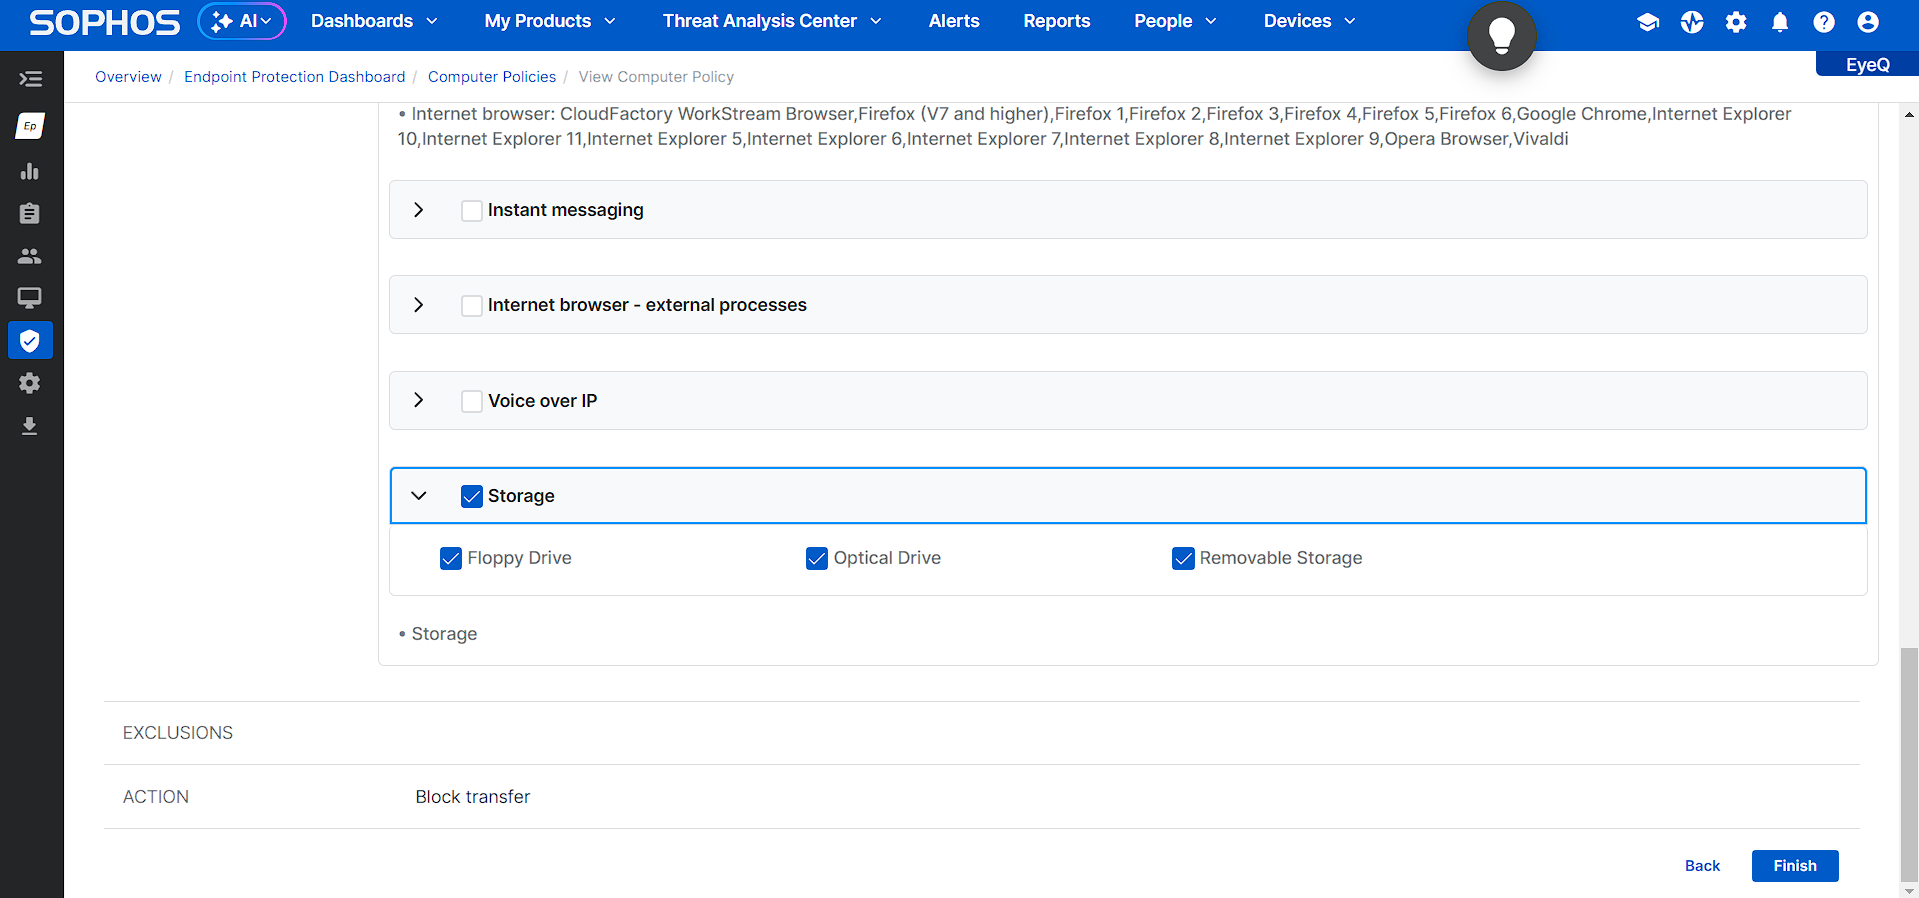 SOPHOS AI Dashboards My Products Threat Analysis Center Alerts Reports People Devices
Overview / Endpoint Protection Dashboard / Computer Policies / View Computer Policy
EyeQ
Ep
• Internet browser: CloudFactory WorkStream Browser,Firefox (V7 and higher),Firefox 1,Firefox 2,Firefox 3,Firefox 4,Firefox 5,Firefox 6,Google Chrome,Internet Explorer
10,Internet Explorer 11,Internet Explorer 5,Internet Explorer 6,Internet Explorer 7,Internet Explorer 8,Internet Explorer 9,Opera Browser,Vivaldi
Instant messaging
Internet browser - external processes
Voice over IP
Storage
Floppy Drive Optical Drive Removable Storage
• Storage
EXCLUSIONS
ACTION Block transfer
Back Finish